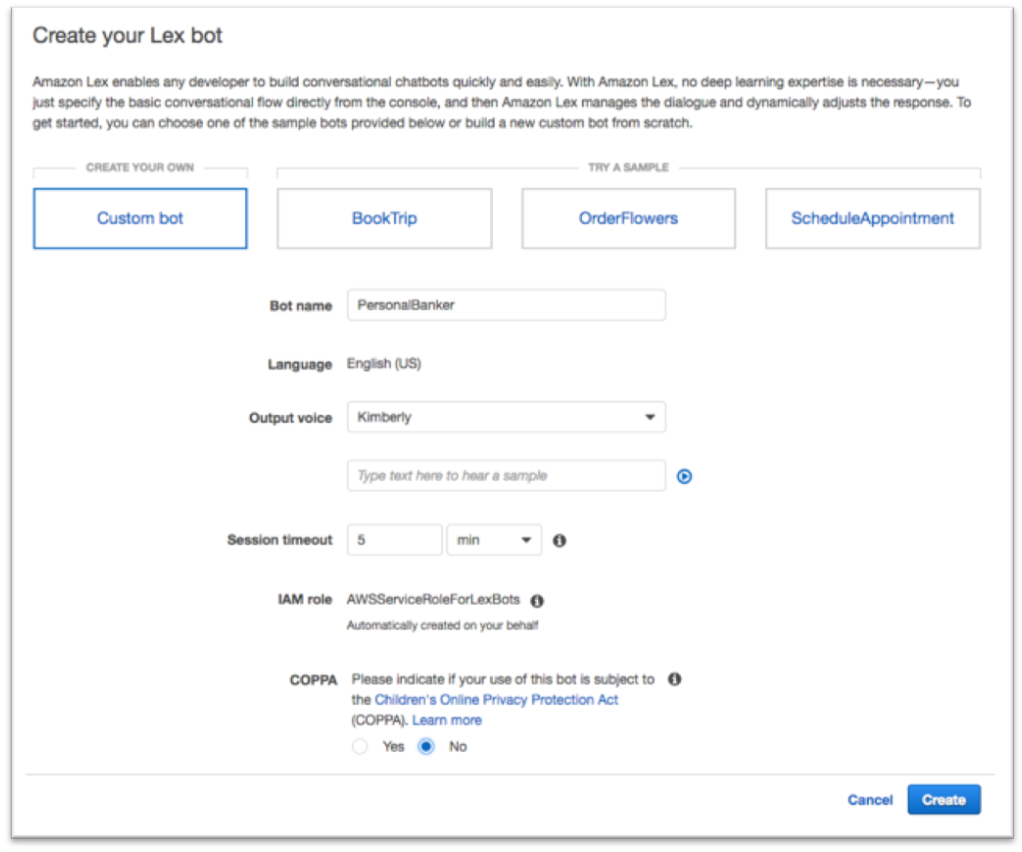 Create your Lex bot
Amazon Lex enables any developer to build conversational chatbots quickly and easily. With Amazon Lex, no deep learning expertise is necessary—you
just specify the basic conversational flow directly from the console, and then Amazon Lex manages the dialogue and dynamically adjusts the response. To
get started, you can choose one of the sample bots provided below or build a new custom bot from scratch.
CREATE YOUR OWN TRY A SAMPLE
Custom bot BookTrip OrderFlowers ScheduleAppointment
Bot name PersonalBanker
Language English (US)
Output voice Kimberly
Type text here to hear a sample
Session timeout 5 min
IAM role AWSServiceRoleForLexBots
Automatically created on your behalf
COPPA Please indicate if your use of this bot is subject to
the Children's Online Privacy Protection Act
(COPPA). Learn more
Yes No
Cancel Create